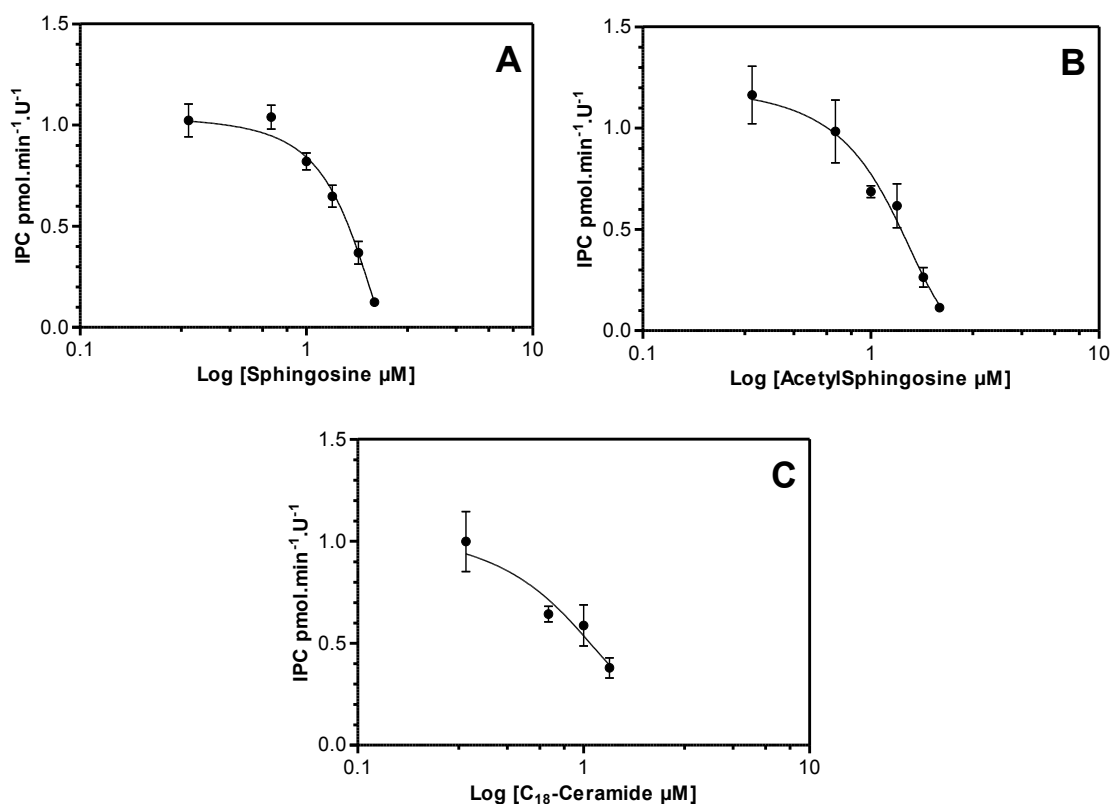 A
IPC pmol.min⁻¹.U⁻¹
1.5
1.0
0.5
0.0
0.1
1
10
Log [Sphingosine µM]
B
IPC pmol.min⁻¹.U⁻¹
1.5
1.0
0.5
0.0
0.1
1
10
Log [AcetylSphingosine µM]
C
IPC pmol.min⁻¹.U⁻¹
1.5
1.0
0.5
0.0
0.1
1
10
Log [C₁₈-Ceramide µM]